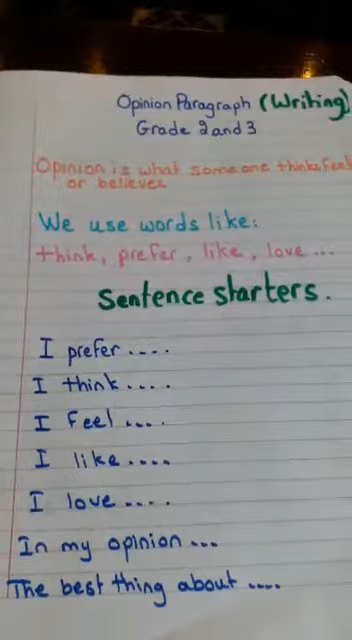 Opinion Paragraph (Writing)
Grade 2 and 3
Opinion is what someone thinks, feel
or believes
We use words like:
think, prefer, like, love...
Sentence starters.
I prefer....
I think....
I Feel....
I like....
I love....
In my opinion...
The best thing about....